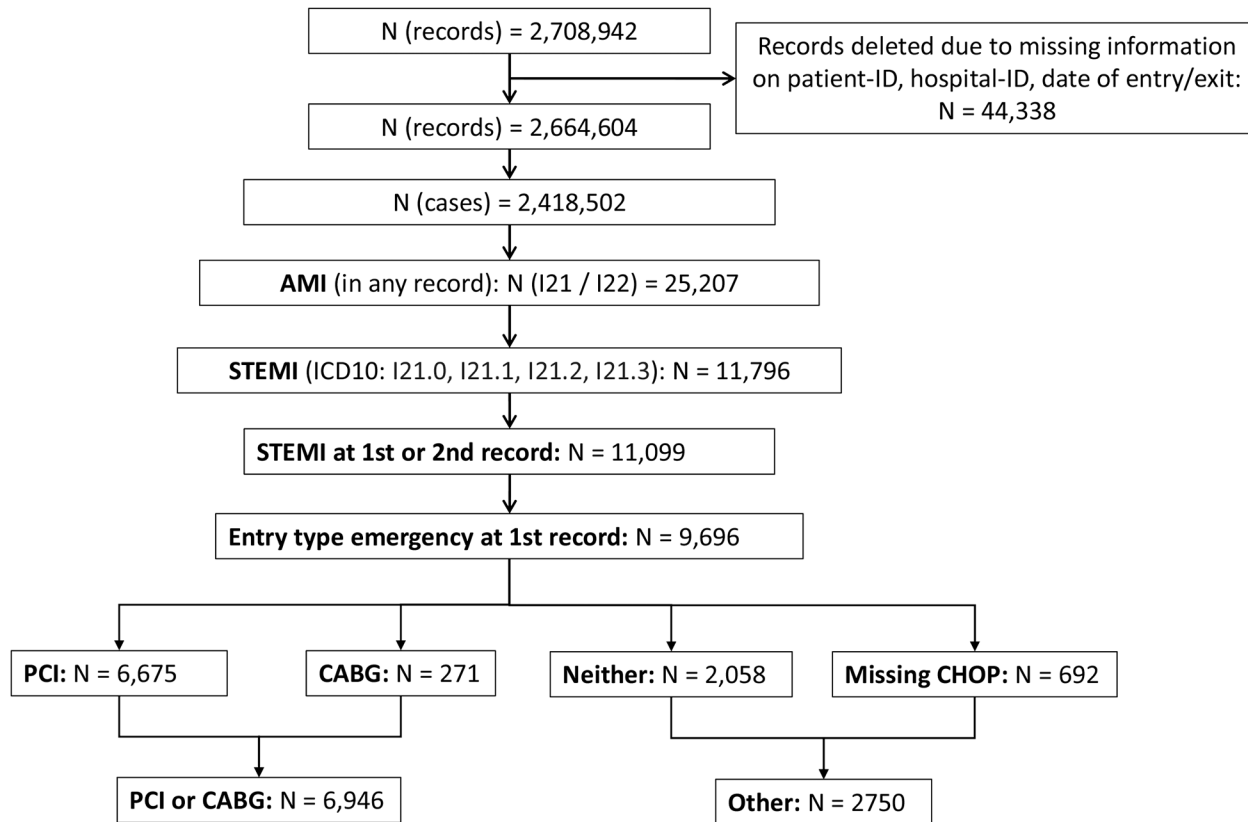 N (records) = 2,708,942
Records deleted due to missing information
on patient-ID, hospital-ID, date of entry/exit:
N = 44,338
N (records) = 2,664,604
N (cases) = 2,418,502
AMI (in any record): N (I21 / I22) = 25,207
STEMI (ICD10: I21.0, I21.1, I21.2, I21.3): N = 11,796
STEMI at 1st or 2nd record: N = 11,099
Entry type emergency at 1st record: N = 9,696
PCI: N = 6,675
CABG: N = 271
Neither: N = 2,058
Missing CHOP: N = 692
PCI or CABG: N = 6,946
Other: N = 2750